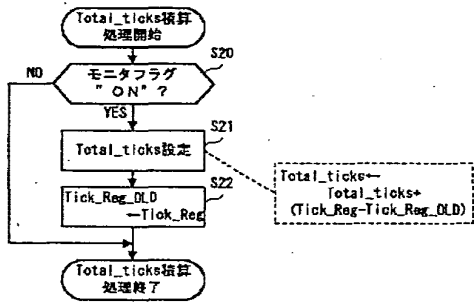 Total_ticks積算
処理開始
S20
NO
モニタフラグ
"ON"?
YES
S21
Total_ticks設定
Total_ticks←
Total_ticks+
(Tick_Reg-Tick_Reg_OLD)
S22
Tick_Reg_OLD
←Tick_Reg
Total_ticks積算
処理終了